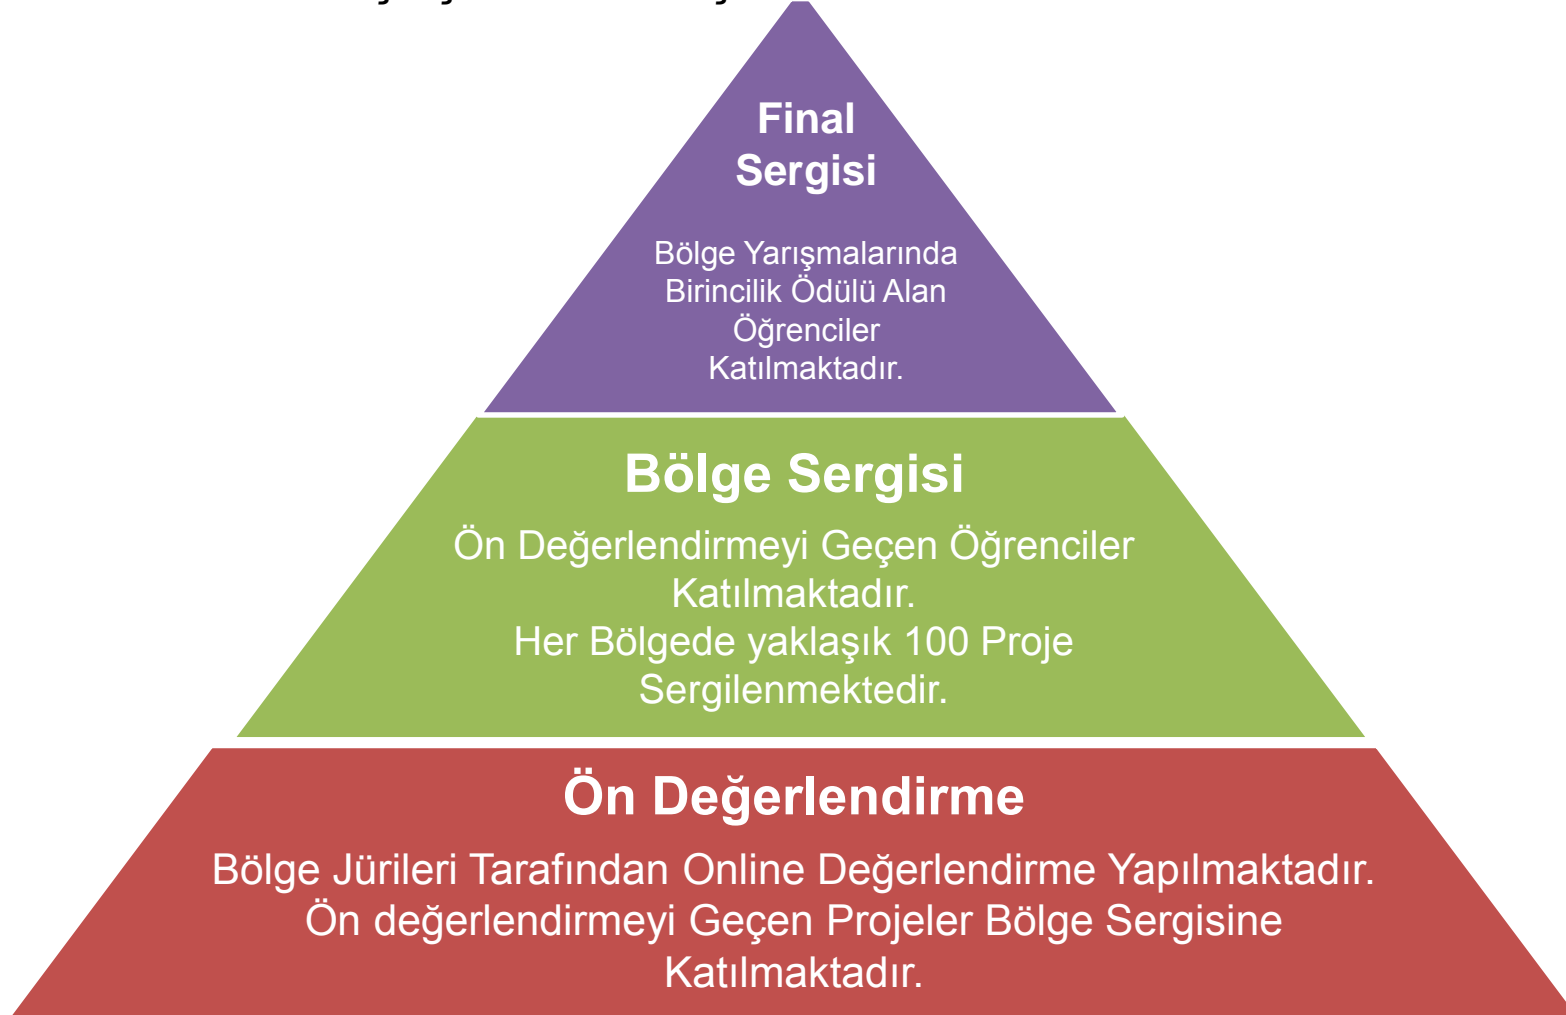 Final
Sergisi
Bölge Yarışmalarında
Birincilik Ödülü Alan
Öğrenciler
Katılmaktadır.
Bölge Sergisi
Ön Değerlendirmeyi Geçen Öğrenciler
Katılmaktadır.
Her Bölgede yaklaşık 100 Proje
Sergilenmektedir.
Ön Değerlendirme
Bölge Jürileri Tarafından Online Değerlendirme Yapılmaktadır.
Ön değerlendirmeyi Geçen Projeler Bölge Sergisine
Katılmaktadır.